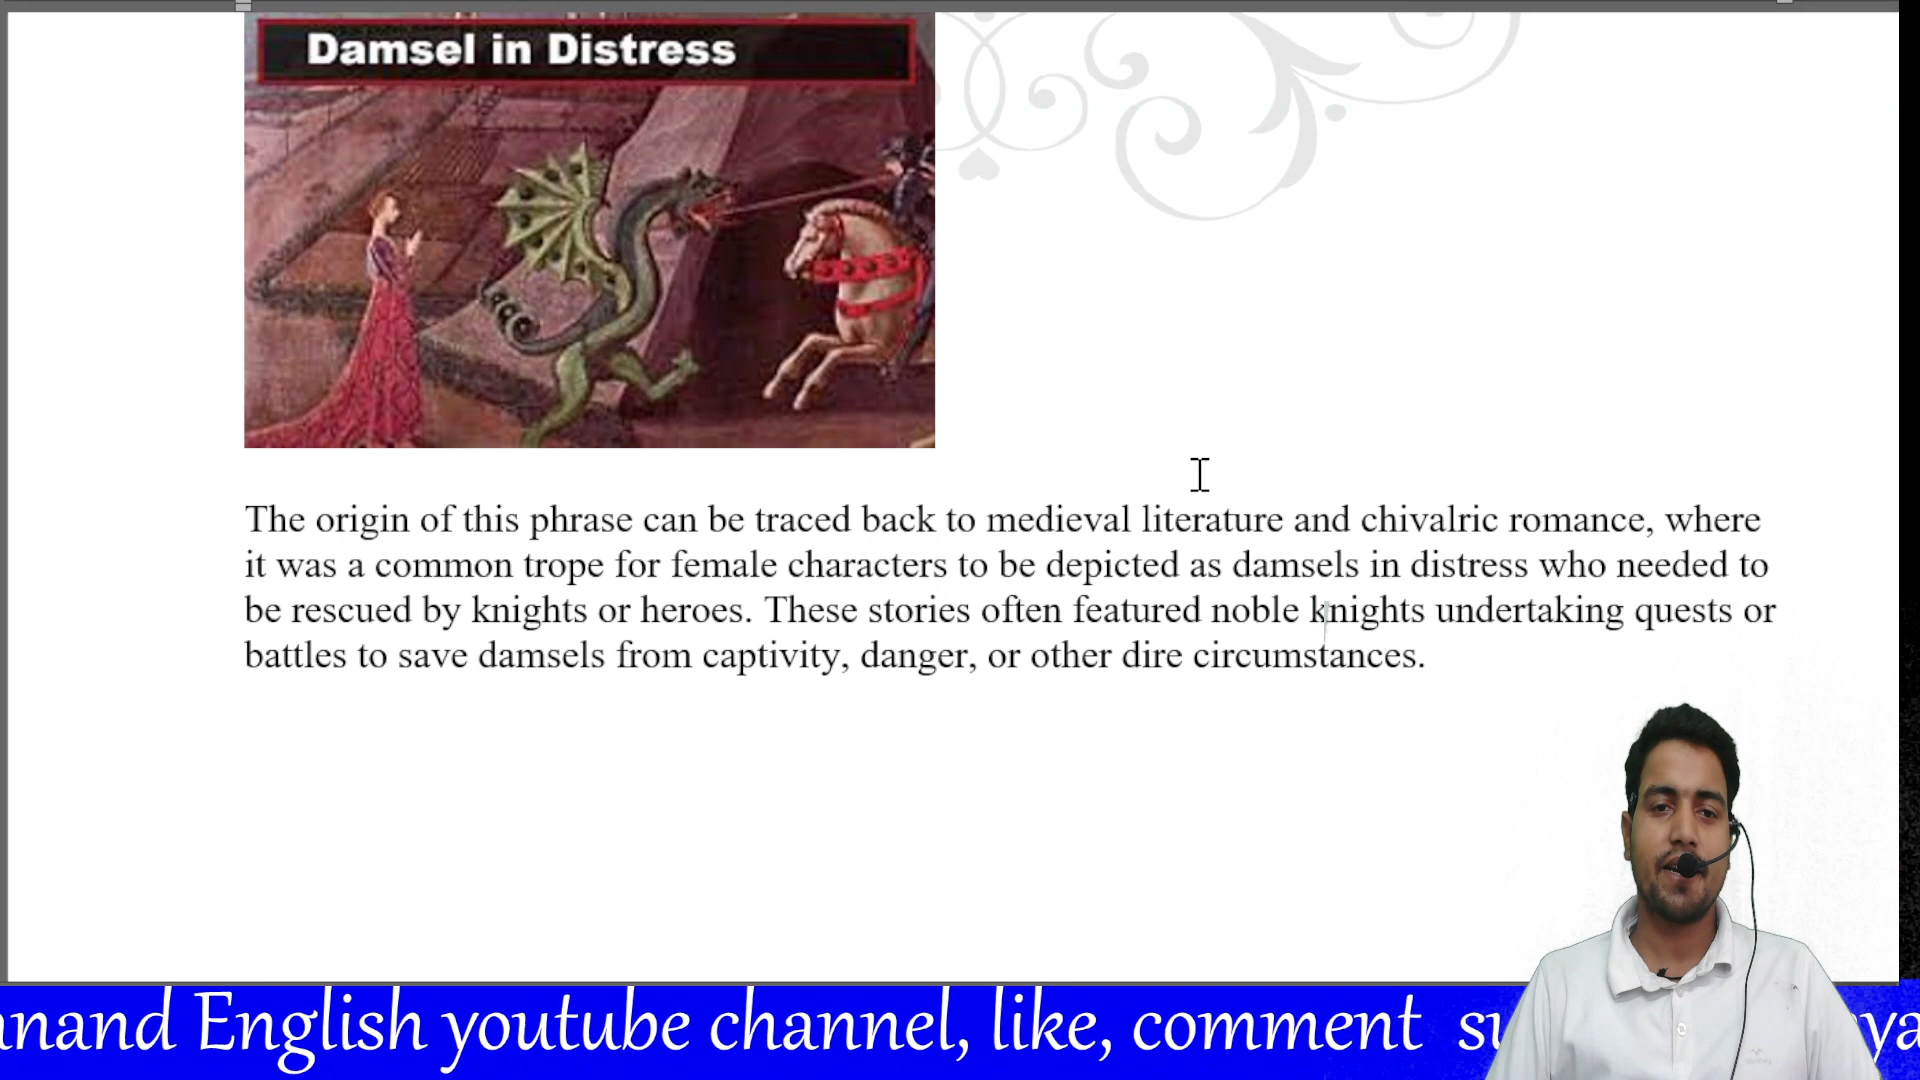 Damsel in Distress
The origin of this phrase can be traced back to medieval literature and chivalric romance, where
it was a common trope for female characters to be depicted as damsels in distress who needed to
be rescued by knights or heroes. These stories often featured noble knights undertaking quests or
battles to save damsels from captivity, danger, or other dire circumstances.
English youtube channel, like, comment